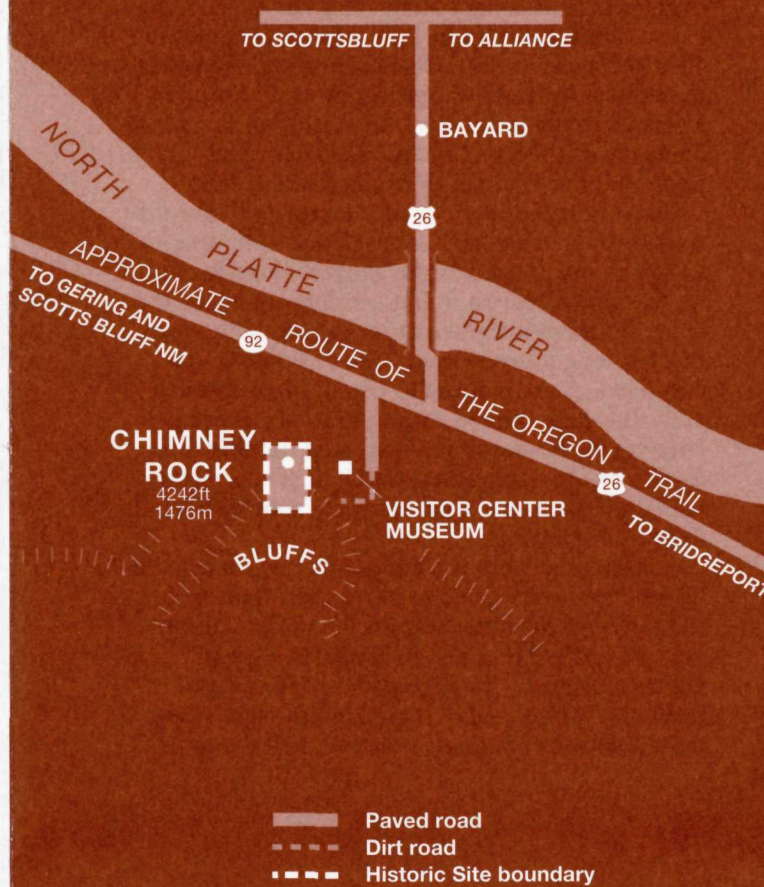 TO SCOTTSBLUFF TO ALLIANCE
BAYARD
26
NORTH PLATTE RIVER
APPROXIMATE ROUTE OF THE OREGON TRAIL
TO GERING AND
SCOTTS BLUFF NM
92
CHIMNEY
ROCK
4242ft
1476m
VISITOR CENTER
MUSEUM
26
TO BRIDGEPORT
BLUFFS
Paved road
Dirt road
Historic Site boundary